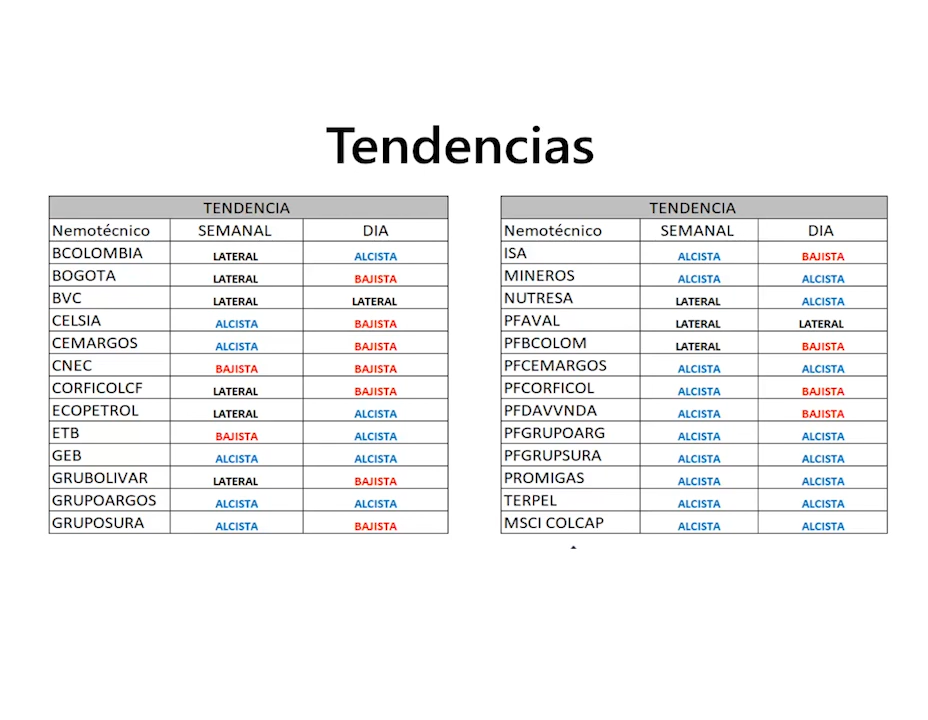 Tendencias
TENDENCIA
Nemotécnico SEMANAL DIA
BCOLOMBIA LATERAL ALCISTA
BOGOTA LATERAL BAJISTA
BVC LATERAL LATERAL
CELSIA ALCISTA BAJISTA
CEMARGOS ALCISTA BAJISTA
CNEC BAJISTA BAJISTA
CORFICOLCF LATERAL BAJISTA
ECOPETROL LATERAL ALCISTA
ETB BAJISTA ALCISTA
GEB ALCISTA ALCISTA
GRUBOLIVAR LATERAL BAJISTA
GRUPOARGOS ALCISTA ALCISTA
GRUPOSURA ALCISTA BAJISTA
TENDENCIA
Nemotécnico SEMANAL DIA
ISA ALCISTA BAJISTA
MINEROS ALCISTA ALCISTA
NUTRESA LATERAL ALCISTA
PFAVAL LATERAL LATERAL
PFBCOLOM LATERAL BAJISTA
PFCEMARGOS ALCISTA ALCISTA
PFCORFICOL ALCISTA BAJISTA
PFDAVVNDA ALCISTA BAJISTA
PFGRUPOARG ALCISTA ALCISTA
PFGRUPSURA ALCISTA ALCISTA
PROMIGAS ALCISTA ALCISTA
TERPEL ALCISTA ALCISTA
MSCI COLCAP ALCISTA ALCISTA